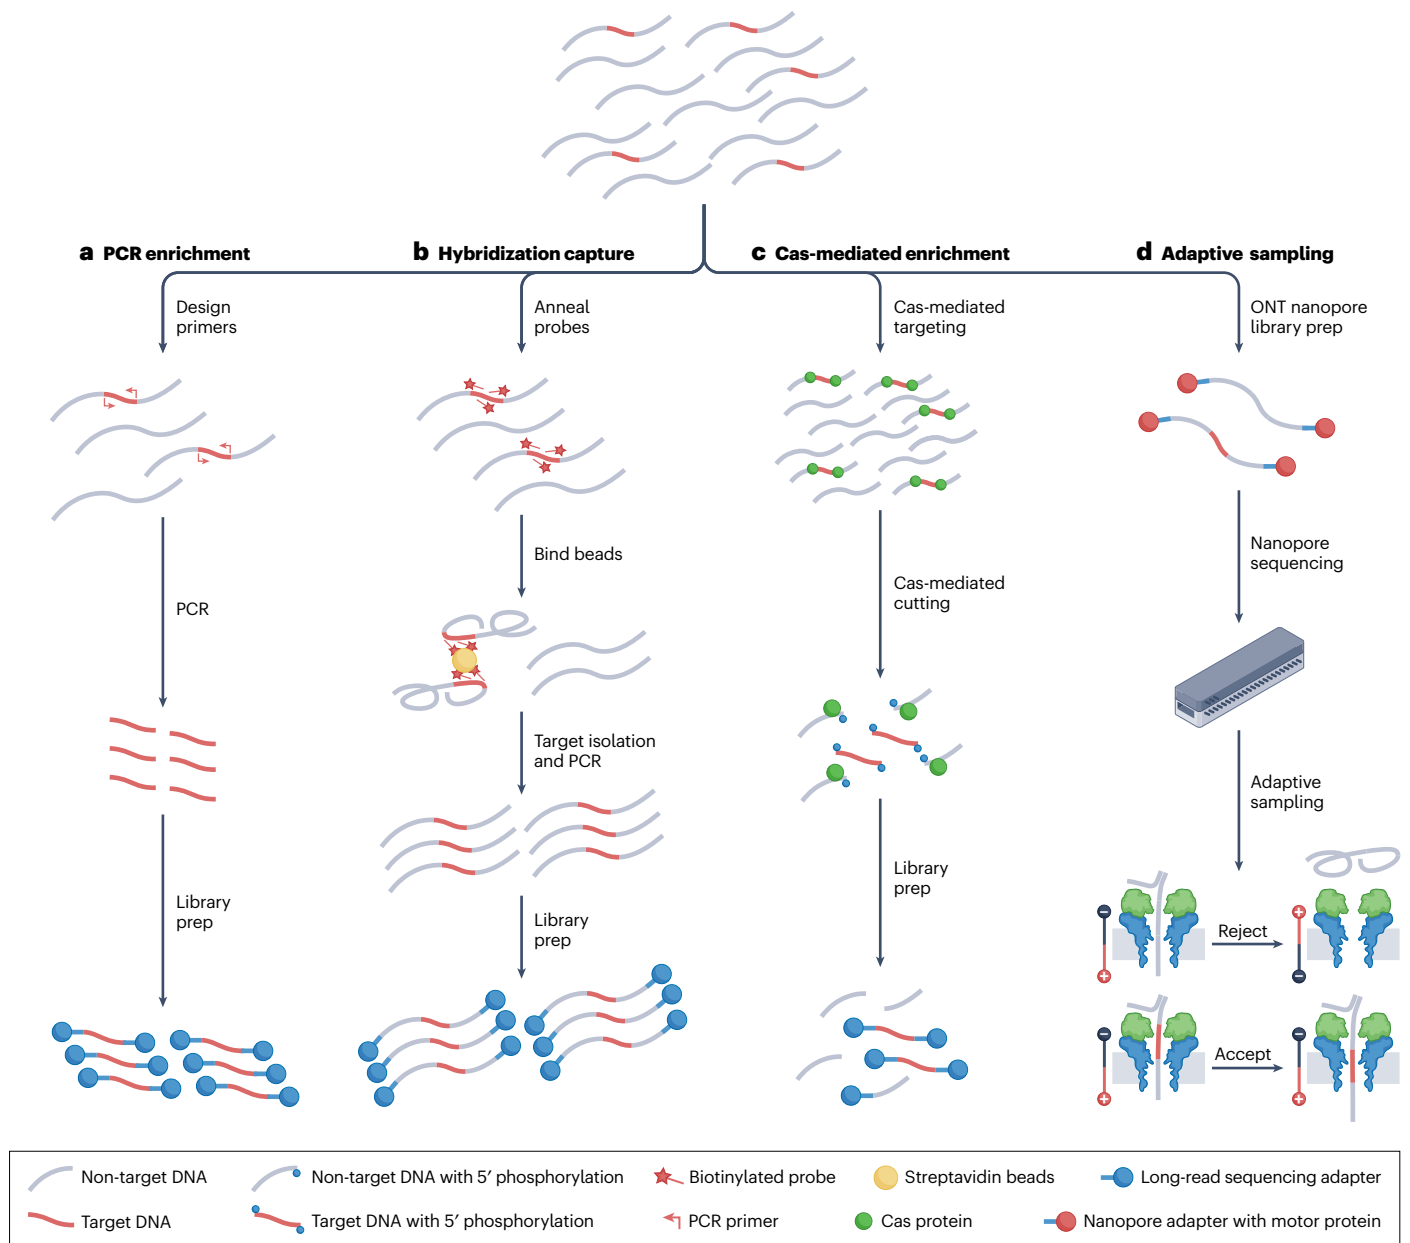 a PCR enrichment
b Hybridization capture
c Cas-mediated enrichment
d Adaptive sampling
Design
primers
Anneal
probes
Cas-mediated
targeting
ONT nanopore
library prep
PCR
Bind beads
Cas-mediated
cutting
Nanopore
sequencing
Target isolation
and PCR
Adaptive
sampling
Library
prep
Library
prep
Library
prep
−
+
Reject
+
−
−
+
Accept
−
+
Non-target DNA
Non-target DNA with 5′ phosphorylation
Biotinylated probe
Streptavidin beads
Long-read sequencing adapter
Target DNA
Target DNA with 5′ phosphorylation
PCR primer
Cas protein
Nanopore adapter with motor protein